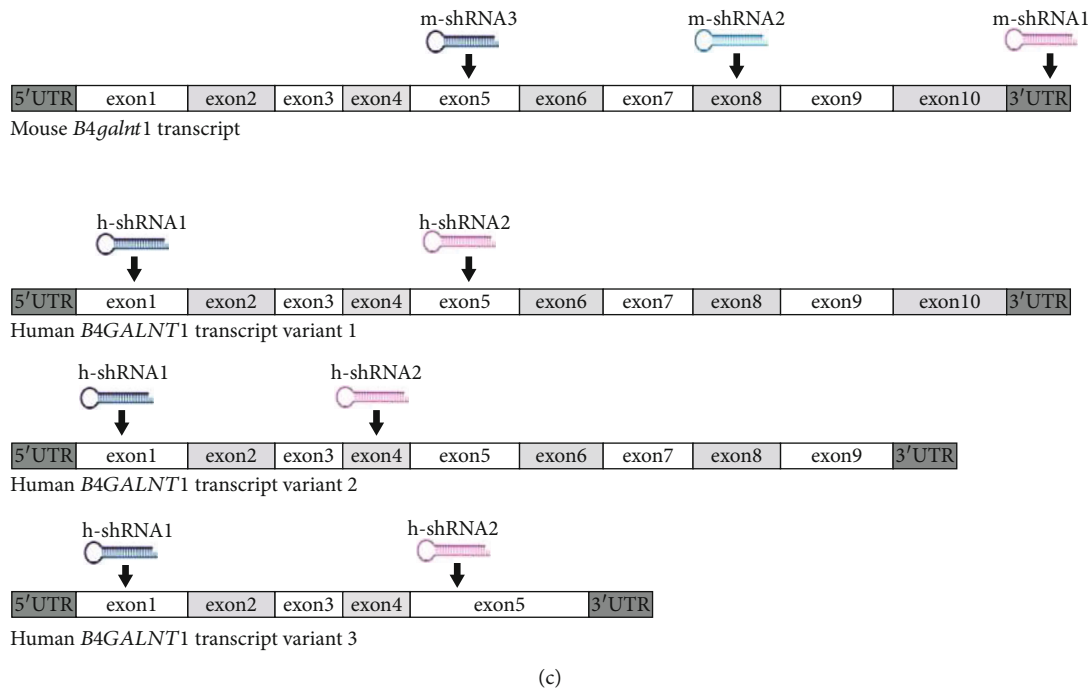 m-shRNA3 m-shRNA2 m-shRNA1
5′UTR exon1 exon2 exon3 exon4 exon5 exon6 exon7 exon8 exon9 exon10 3′UTR
Mouse B4galnt1 transcript
h-shRNA1 h-shRNA2
5′UTR exon1 exon2 exon3 exon4 exon5 exon6 exon7 exon8 exon9 exon10 3′UTR
Human B4GALNT1 transcript variant 1
h-shRNA1 h-shRNA2
5′UTR exon1 exon2 exon3 exon4 exon5 exon6 exon7 exon8 exon9 3′UTR
Human B4GALNT1 transcript variant 2
h-shRNA1 h-shRNA2
5′UTR exon1 exon2 exon3 exon4 exon5 3′UTR
Human B4GALNT1 transcript variant 3
(c)